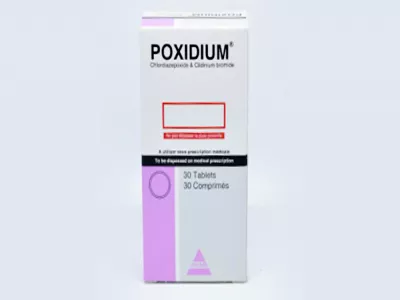 POXIDIUM®
Chlordiazepoxide & Clidinium bromide
A utiliser sous prescription médicale
To be dispensed on medical prescription
30 Tablets
30 Comprimés